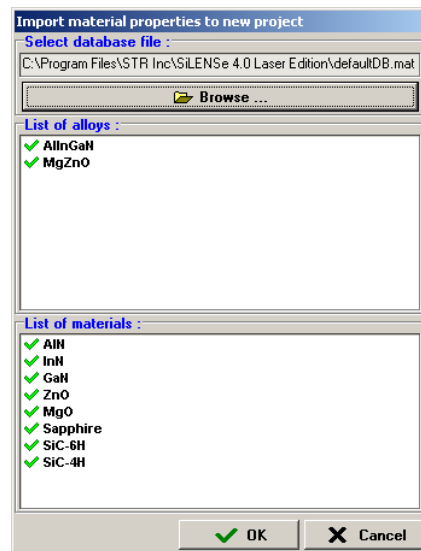 Import material properties to new project
Select database file :
C:\Program Files\STR Inc\SiLENSe 4.0 Laser Edition\defaultDB.mat
Browse ...
List of alloys :
AlInGaN
MgZnO
List of materials :
AlN
InN
GaN
ZnO
MgO
Sapphire
SiC-6H
SiC-4H
OK
Cancel